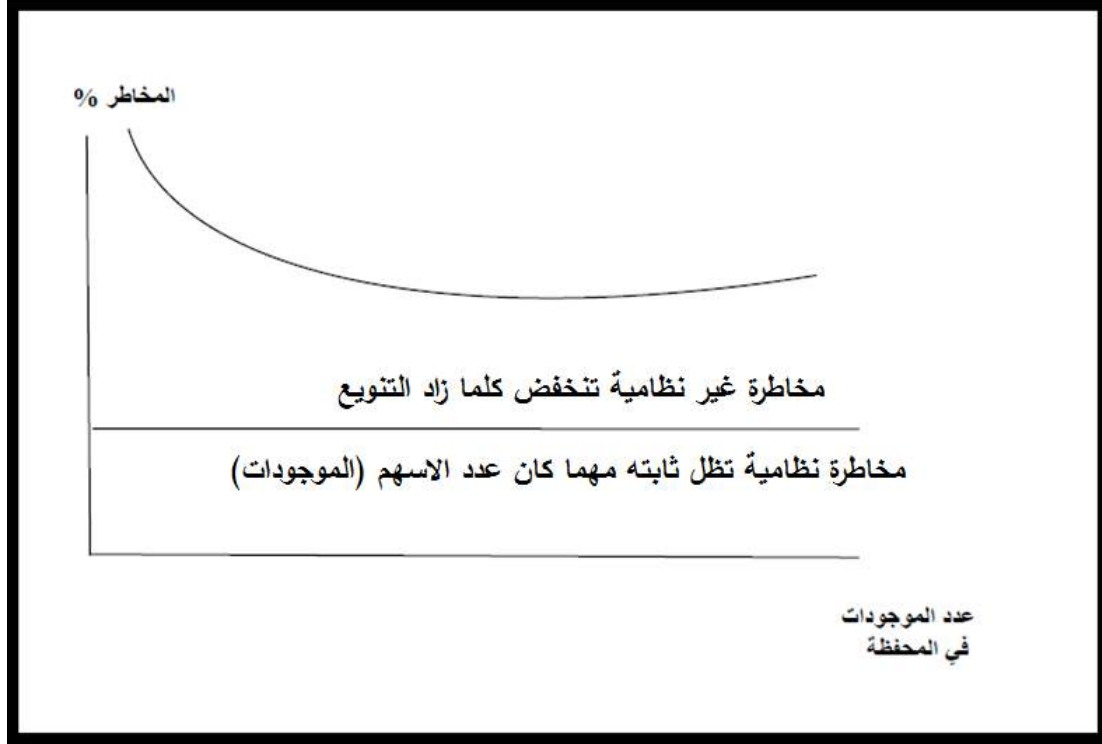 المخاطر %
مخاطرة غير نظامية تنخفض كلما زاد التنويع
مخاطرة نظامية تظل ثابته مهما كان عدد الاسهم (الموجودات)
عدد الموجودات
في المحفظة